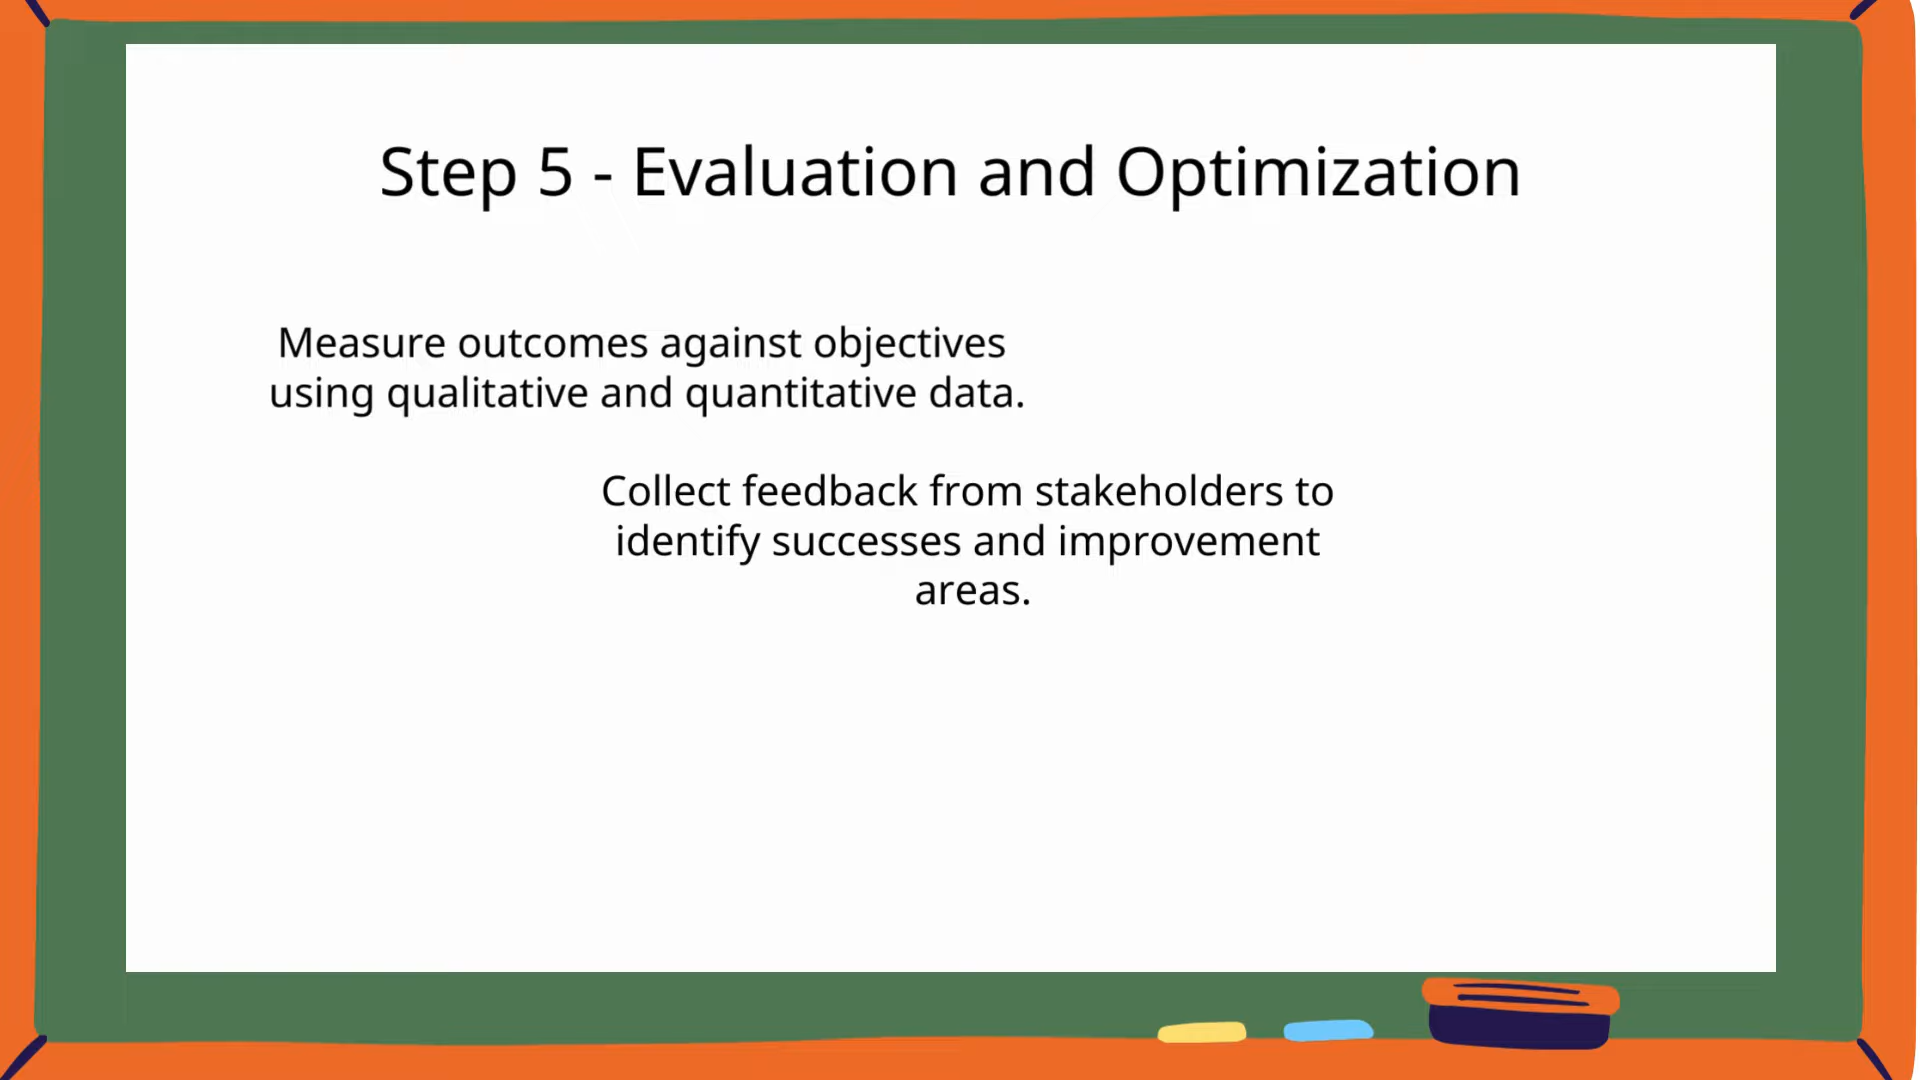 Step 5 - Evaluation and Optimization
Measure outcomes against objectives
using qualitative and quantitative data.
Collect feedback from stakeholders to
identify successes and improvement
areas.